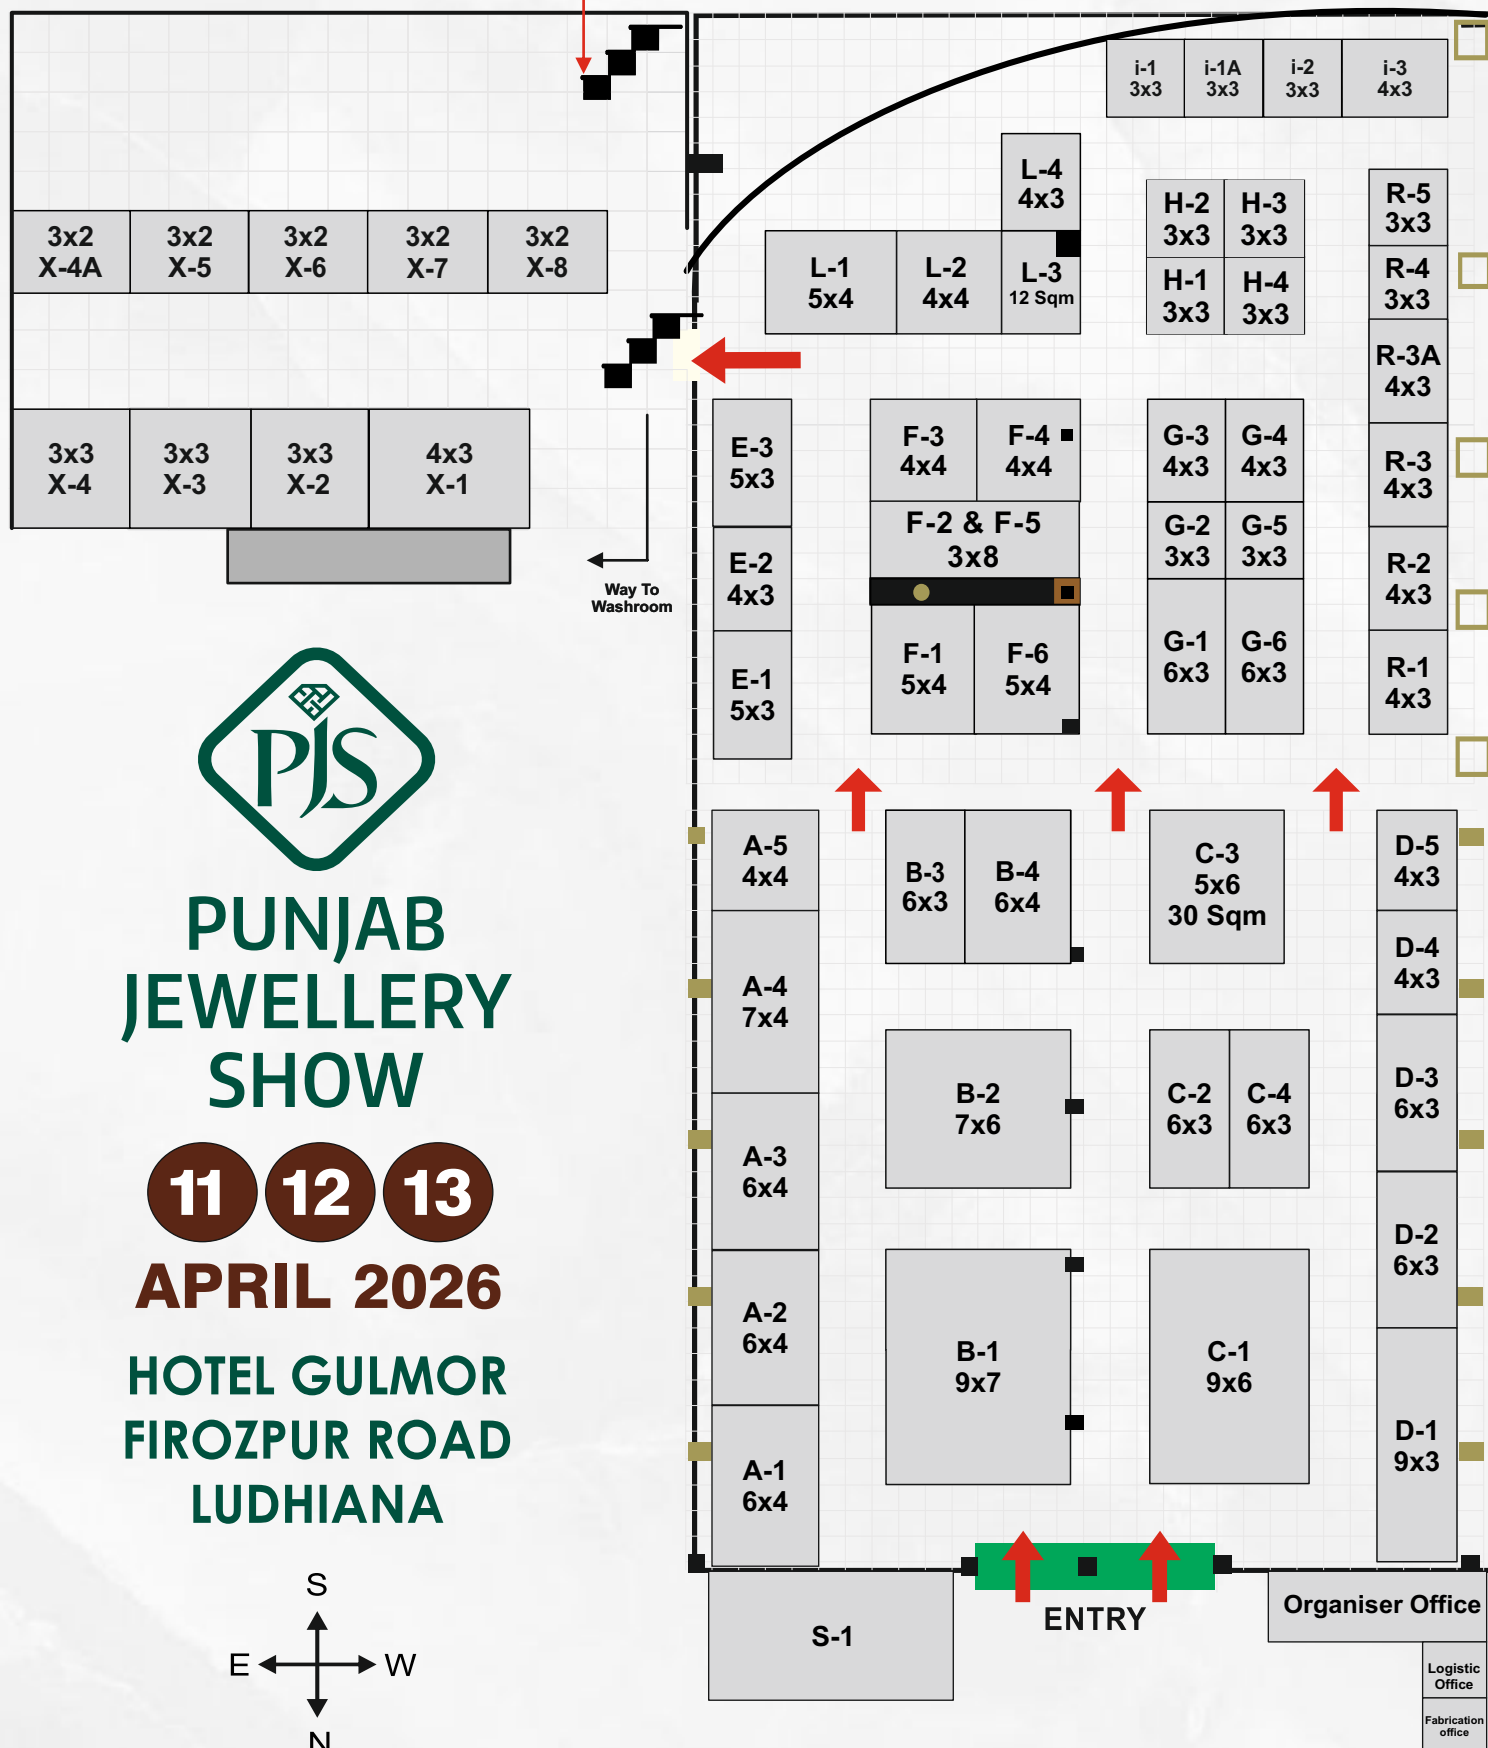 i-1
3x3
i-1A
3x3
i-2
3x3
i-3
4x3
L-4
4x3
H-2
3x3
H-3
3x3
R-5
3x3
3x2
X-4A
3x2
X-5
3x2
X-6
3x2
X-7
3x2
X-8
L-1
5x4
L-2
4x4
L-3
12 Sqm
H-1
3x3
H-4
3x3
R-4
3x3
R-3A
4x3
3x3
X-4
3x3
X-3
3x3
X-2
4x3
X-1
E-3
5x3
F-3
4x4
F-4
4x4
G-3
4x3
G-4
4x3
R-3
4x3
F-2 & F-5
3x8
G-2
3x3
G-5
3x3
Way To
Washroom
E-2
4x3
R-2
4x3
E-1
5x3
F-1
5x4
F-6
5x4
G-1
6x3
G-6
6x3
R-1
4x3
PJS
PUNJAB
JEWELLERY
SHOW
11 12 13
APRIL 2026
HOTEL GULMOR
FIROZPUR ROAD
LUDHIANA
A-5
4x4
B-3
6x3
B-4
6x4
C-3
5x6
30 Sqm
D-5
4x3
A-4
7x4
D-4
4x3
B-2
7x6
C-2
6x3
C-4
6x3
D-3
6x3
A-3
6x4
D-2
6x3
A-2
6x4
B-1
9x7
C-1
9x6
D-1
9x3
A-1
6x4
S
E W
N
S-1
ENTRY
Organiser Office
Logistic
Office
Fabrication
office